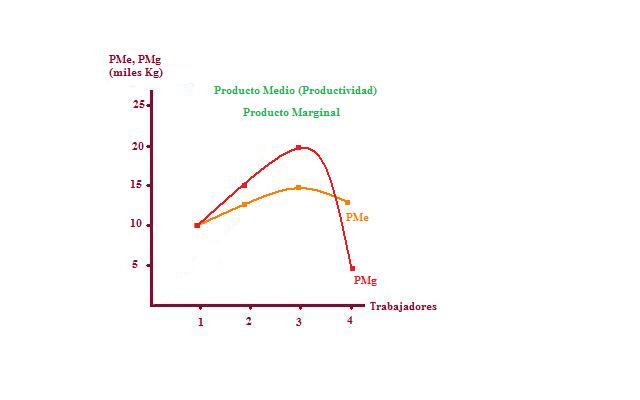 PMe, PMg
(miles Kg)
Producto Medio (Productividad)
Producto Marginal
25
20
15
10
5
PMe
PMg
Trabajadores
1
2
3
4